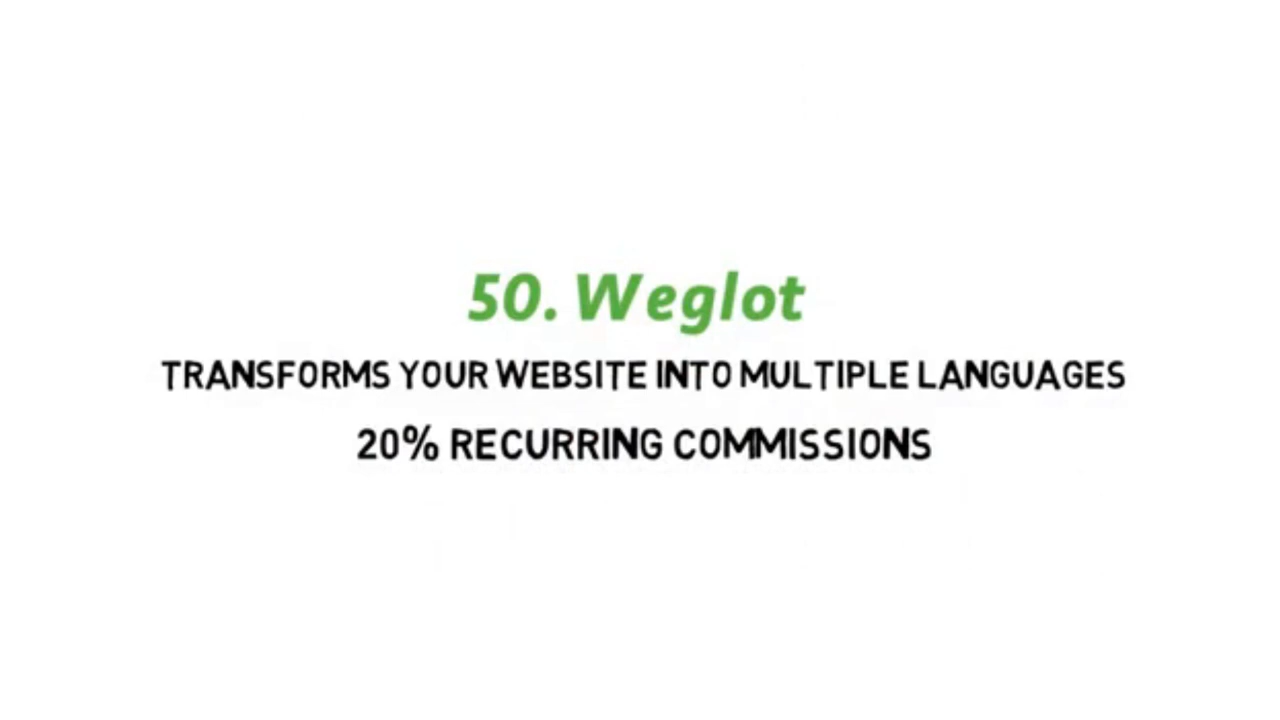 50. Weglot
TRANSFORMS YOUR WEBSITE INTO MULTIPLE LANGUAGES
20% RECURRING COMMISSIONS